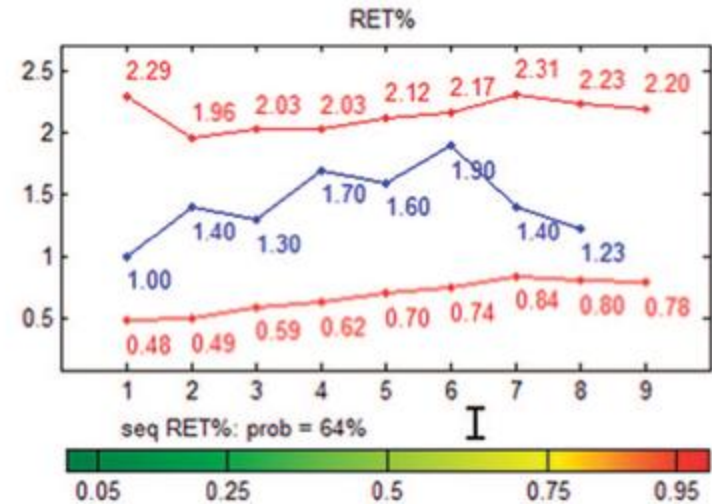 RET%
2.5
2.29 1.96 2.03 2.03 2.12 2.17 2.31 2.23 2.20
2
1.5
1.00 1.40 1.30 1.70 1.60 1.90 1.40 1.23
1
0.5
0.48 0.49 0.59 0.62 0.70 0.74 0.84 0.80 0.78
1 2 3 4 5 6 7 8 9
seq RET%: prob = 64%
0.05 0.25 0.5 0.75 0.95